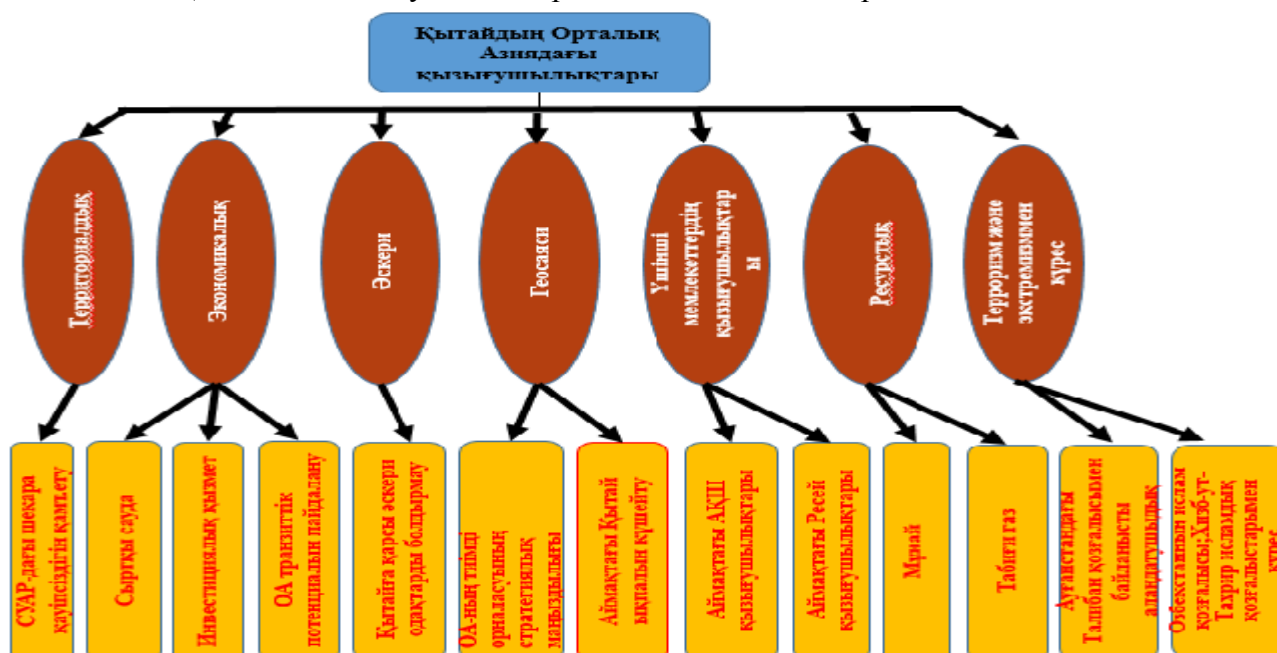 Қытайдың Орталық
Азиядағы
қызығушылықтары
Территориалдық
Экономикалық
Әскери
Геосаяси
Үшінші
мемлекеттердің
қызығушылықтар
ы
Ресурстық
Терроризм және
экстремизммен
күрес
СУАР-дағы шекара
қауіпсіздігін қамъету
Сыртқы сауда
Инвестициялық қызмет
ОА транзиттік
потенциалын пайдалану
Қытайға қарсы әскери
одақтарды болдырмау
ОА-ның тиімді
орналасуының
стратегиялық
маңыздылығы
Аймақтағы Қытай
ықпалын күшейту
Аймақтағы АҚШ
қызығушылықтары
Аймақтағы Ресей
қызығушылықтары
Мұнай
Табиғи газ
Ауғанстандағы
Талибан қозғалысымен
байланысты
аландатушыдық
Өзбекстанның ислам
қозғалысы;Хизб-ут-
Тахрир исламдық
қозғалыстарымен
күрес